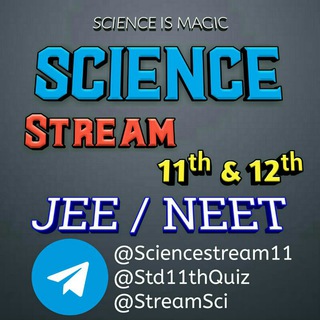 SCIENCE IS MAGIC
SCIENCE
STREAM
11th & 12th
JEE / NEET
@Sciencestream11
@Std11thQuiz
@StreamSci